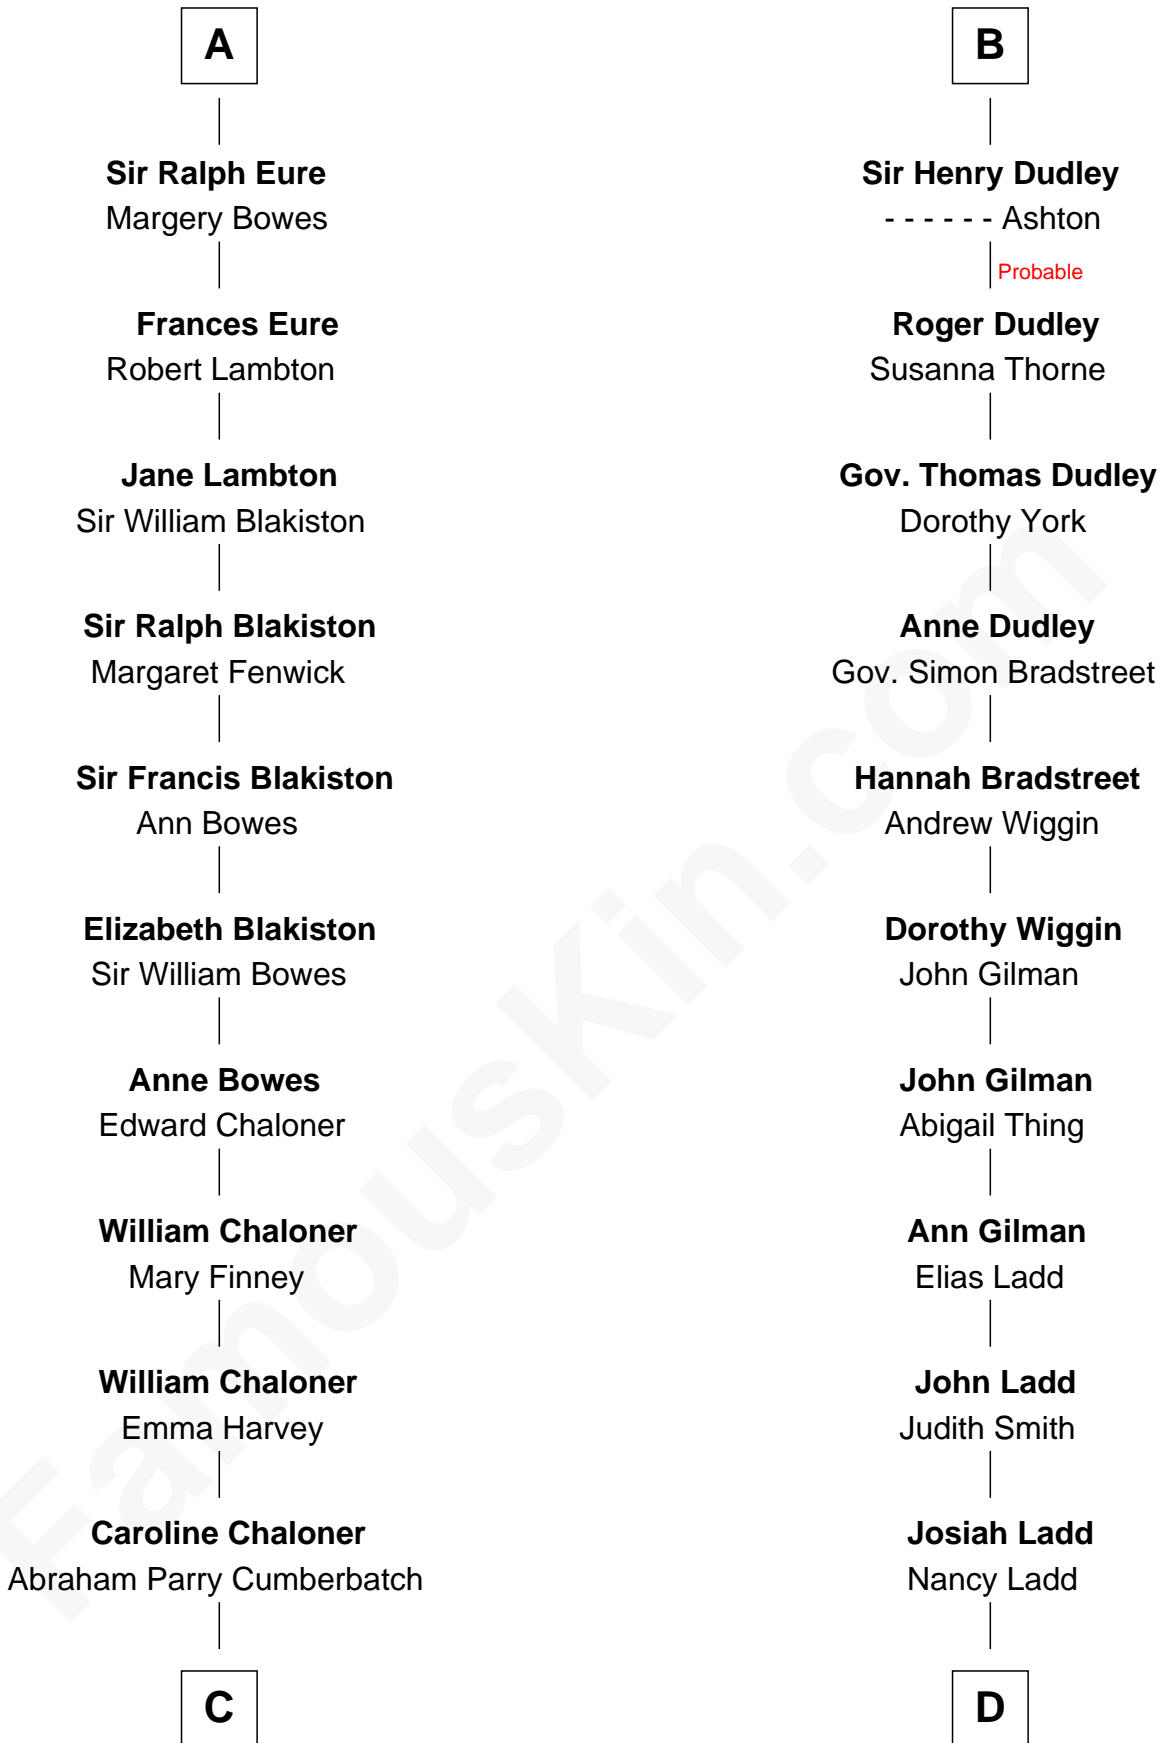 A
Sir Ralph Eure
Margery Bowes
Frances Eure
Robert Lambton
Jane Lambton
Sir William Blakiston
Sir Ralph Blakiston
Margaret Fenwick
Sir Francis Blakiston
Ann Bowes
Elizabeth Blakiston
Sir William Bowes
Anne Bowes
Edward Chaloner
William Chaloner
Mary Finney
William Chaloner
Emma Harvey
Caroline Chaloner
Abraham Parry Cumberbatch
C
B
Sir Henry Dudley
- - - - - - Ashton
Probable
Roger Dudley
Susanna Thorne
Gov. Thomas Dudley
Dorothy York
Anne Dudley
Gov. Simon Bradstreet
Hannah Bradstreet
Andrew Wiggin
Dorothy Wiggin
John Gilman
John Gilman
Abigail Thing
Ann Gilman
Elias Ladd
John Ladd
Judith Smith
Josiah Ladd
Nancy Ladd
D
FamousKin.com